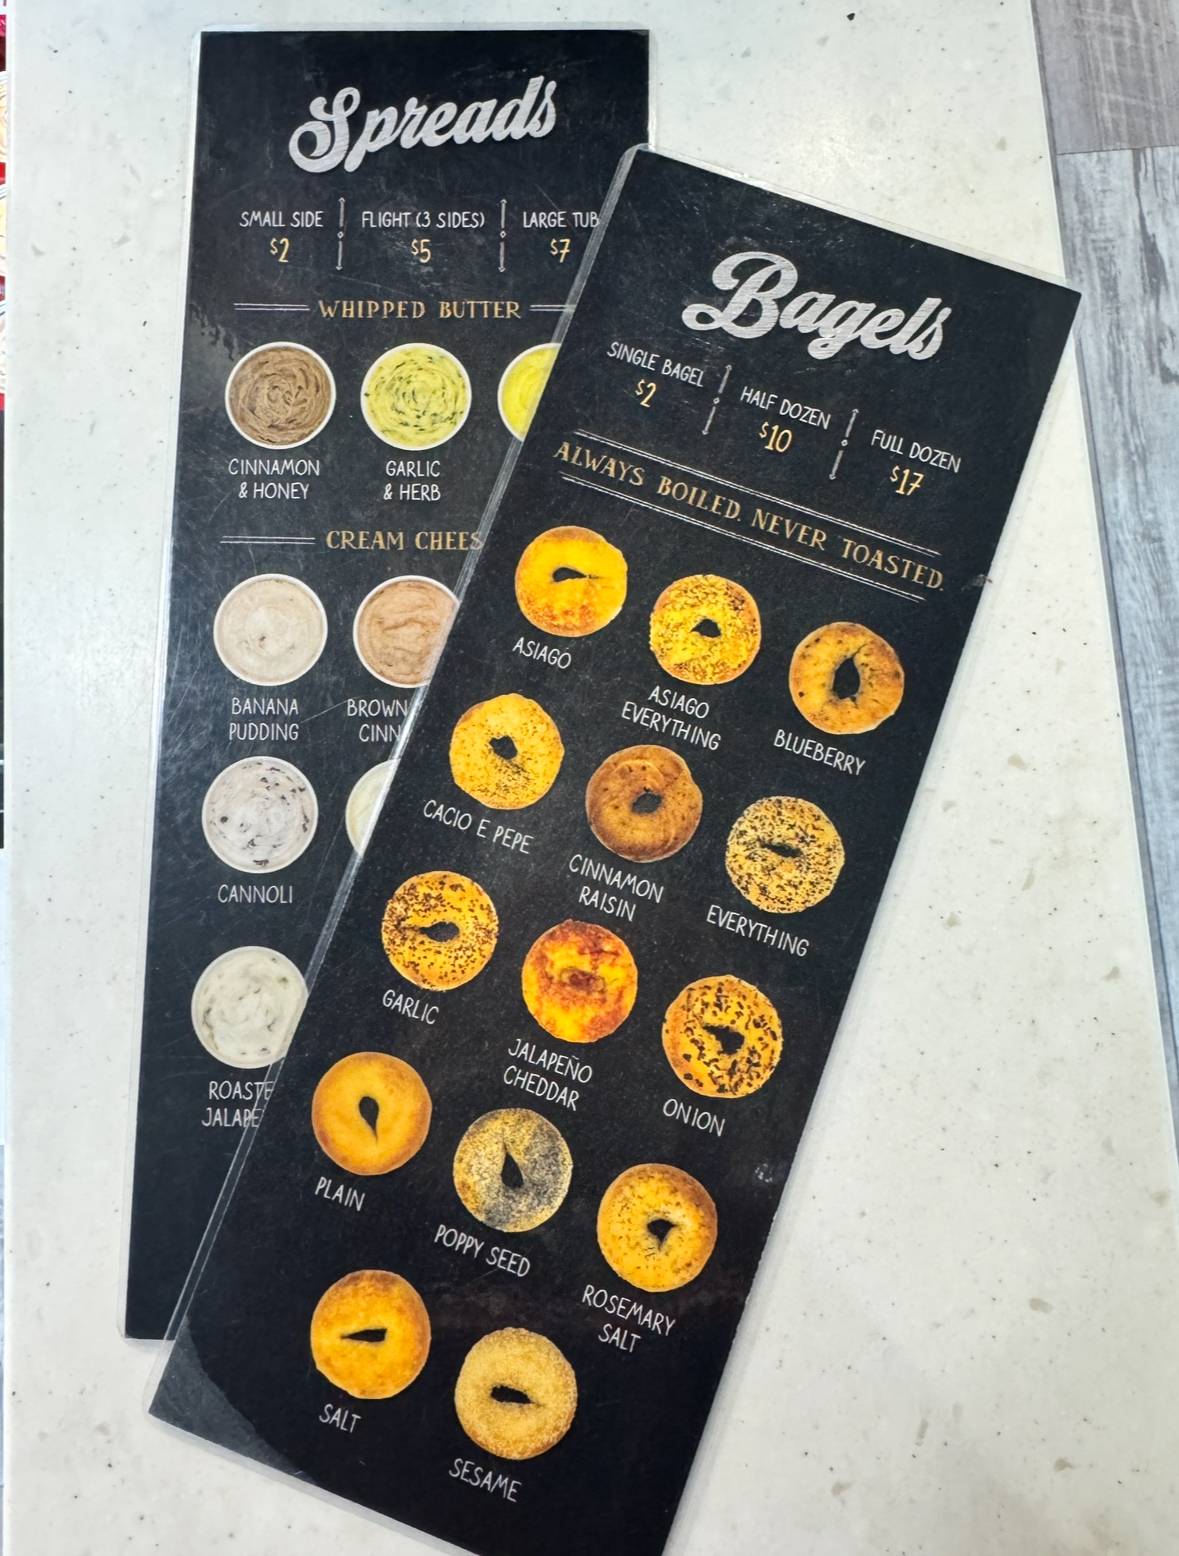 Spreads
SMALL SIDE
$2
FLIGHT (3 SIDES)
$5
LARGE TUB
$7
WHIPPED BUTTER
CINNAMON
& HONEY
GARLIC
& HERB
CREAM
BANANA
PUDDING
BROWN
CANNOLI
Bagels
SINGLE BAGEL
$2
HALF DOZEN
$10
FULL DOZEN
$17
ALWAYS BOILED. NEVER TOASTED.
ASIAGO
ASIAGO
EVERYTHING
BLUEBERRY
CACIO E PEPE
CINNAMON
RAISIN
EVERYTHING
GARLIC
JALAPEÑO
CHEDDAR
ONION
PLAIN
POPPY SEED
ROSEMARY
SALT
SALT
SESAME